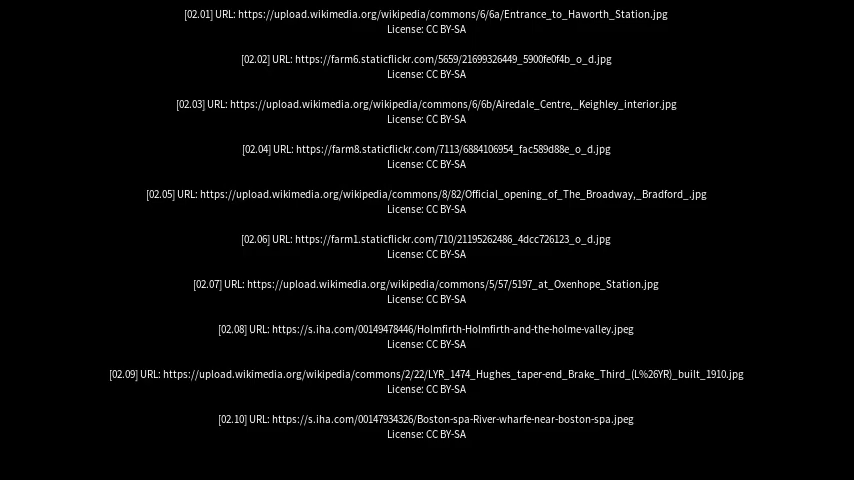 [02.01] URL: https://upload.wikimedia.org/wikipedia/commons/6/6a/Entrance_to_Haworth_Station.jpg
License: CC BY-SA
[02.02] URL: https://farm6.staticflickr.com/5659/21699326449_5900fe0f4b_o_d.jpg
License: CC BY-SA
[02.03] URL: https://upload.wikimedia.org/wikipedia/commons/6/6b/Airedale_Centre,_Keighley_interior.jpg
License: CC BY-SA
[02.04] URL: https://farm8.staticflickr.com/7113/6884106954_fac589d88e_o_d.jpg
License: CC BY-SA
[02.05] URL: https://upload.wikimedia.org/wikipedia/commons/8/82/Official_opening_of_The_Broadway,_Bradford_.jpg
License: CC BY-SA
[02.06] URL: https://farm1.staticflickr.com/710/21195262486_4dcc726123_o_d.jpg
License: CC BY-SA
[02.07] URL: https://upload.wikimedia.org/wikipedia/commons/5/57/5197_at_Oxenhope_Station.jpg
License: CC BY-SA
[02.08] URL: https://s.iha.com/00149478446/Holmfirth-Holmfirth-and-the-holme-valley.jpeg
License: CC BY-SA
[02.09] URL: https://upload.wikimedia.org/wikipedia/commons/2/22/LYR_1474_Hughes_taper-end_Brake_Third_(L%26YR)_built_1910.jpg
License: CC BY-SA
[02.10] URL: https://s.iha.com/00147934326/Boston-spa-River-wharfe-near-boston-spa.jpeg
License: CC BY-SA